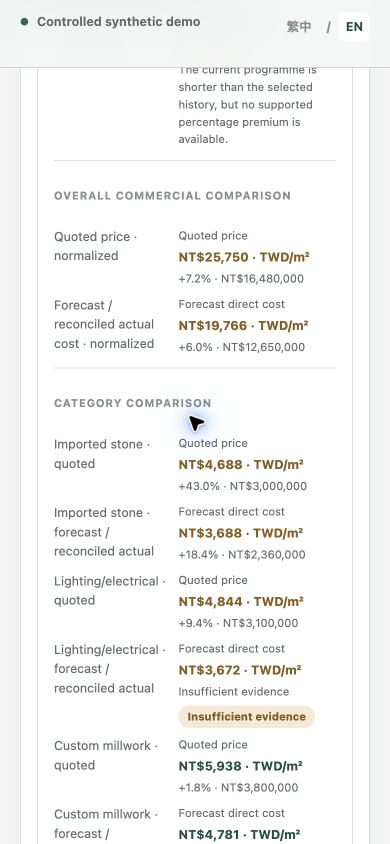 Controlled synthetic demo
繁中 / EN
The current programme is
shorter than the selected
history, but no supported
percentage premium is
available.
OVERALL COMMERCIAL COMPARISON
Quoted price ·
normalized
Quoted price
NT$25,750 · TWD/m²
+7.2% · NT$16,480,000
Forecast /
reconciled actual
cost · normalized
Forecast direct cost
NT$19,766 · TWD/m²
+6.0% · NT$12,650,000
CATEGORY COMPARISON
Imported stone ·
quoted
Quoted price
NT$4,688 · TWD/m²
+43.0% · NT$3,000,000
Imported stone ·
forecast /
reconciled actual
Forecast direct cost
NT$3,688 · TWD/m²
+18.4% · NT$2,360,000
Lighting/electrical ·
quoted
Quoted price
NT$4,844 · TWD/m²
+9.4% · NT$3,100,000
Lighting/electrical ·
forecast /
reconciled actual
Forecast direct cost
NT$3,672 · TWD/m²
Insufficient evidence
Insufficient evidence
Custom millwork ·
quoted
Quoted price
NT$5,938 · TWD/m²
+1.8% · NT$3,800,000
Custom millwork ·
forecast /
Forecast direct cost
NT$4,781 · TWD/m²